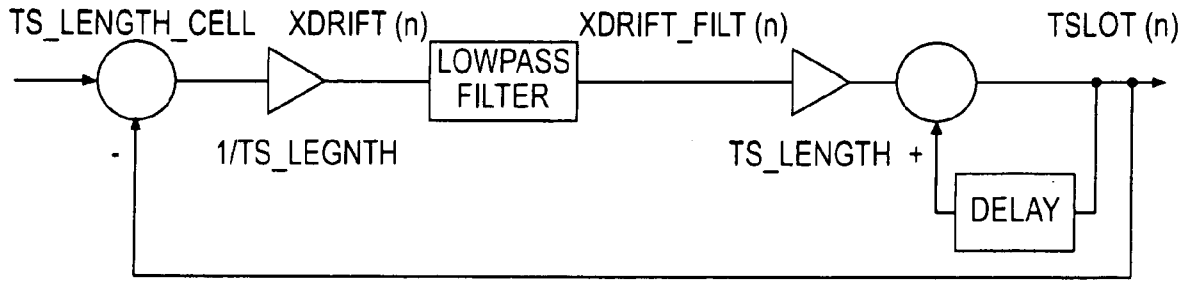 TS_LENGTH_CELL
XDRIFT (n)
XDRIFT_FILT (n)
TSLOT (n)
LOWPASS
FILTER
-
1/TS_LEGNTH
TS_LENGTH
+
DELAY